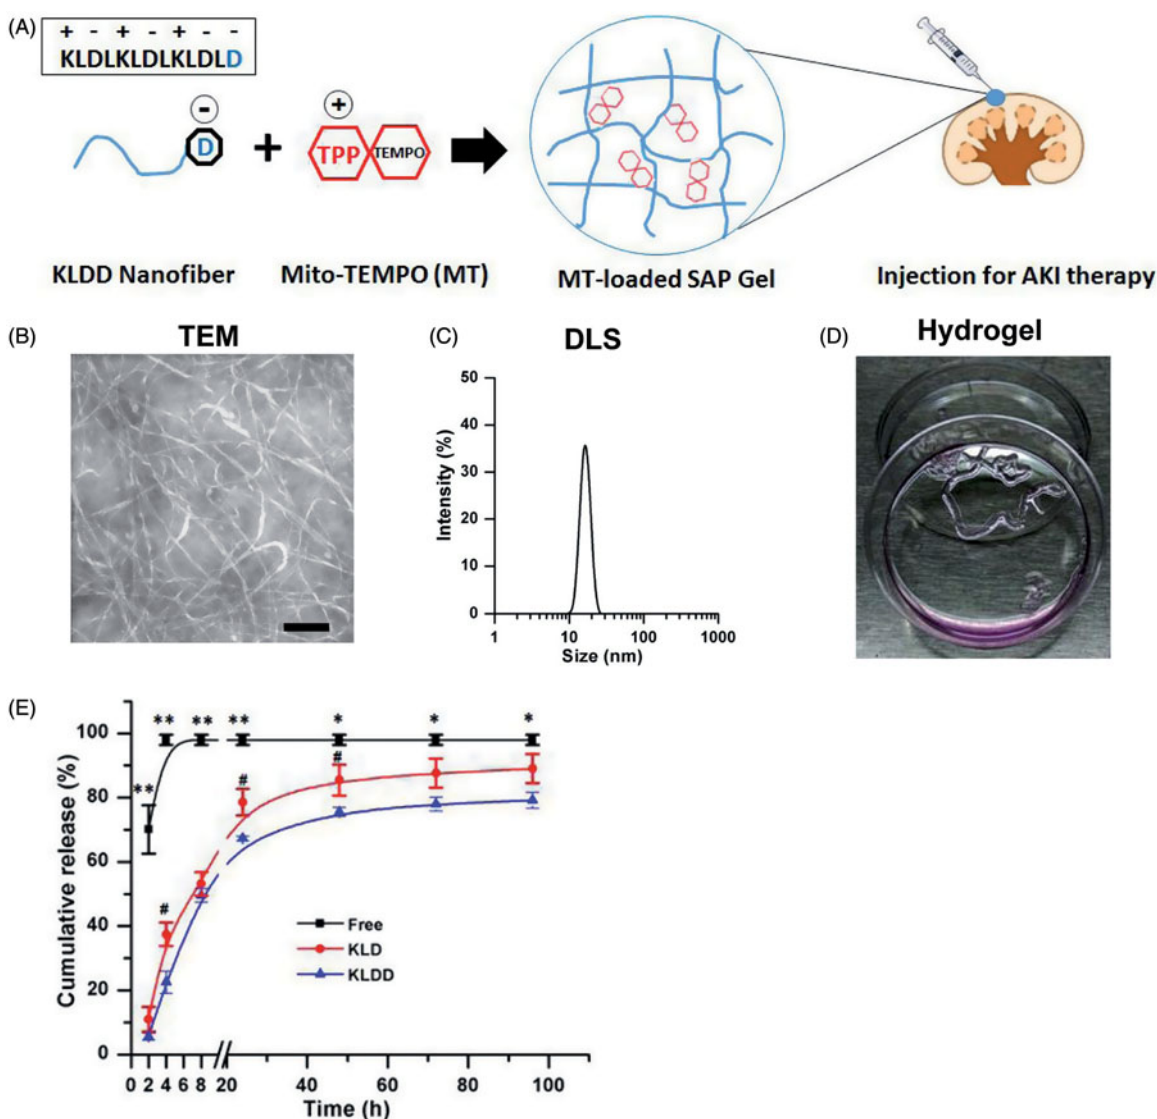 (A)
+ - + - + - -
KLDLKLDLKLDLD
-
D
+
+
TPP
TEMPO
KLDD Nanofiber
Mito-TEMPO (MT)
MT-loaded SAP Gel
Injection for AKI therapy
(B)
TEM
(C)
DLS
50
40
30
20
10
0
Intensity (%)
1 10 100 1000
Size (nm)
(D)
Hydrogel
(E)
** ** ** * * *
**
# #
#
100
80
60
40
20
0
Cumulative release (%)
Free
KLD
KLDD
0 2 4 6 8 20 40 60 80 100
Time (h)